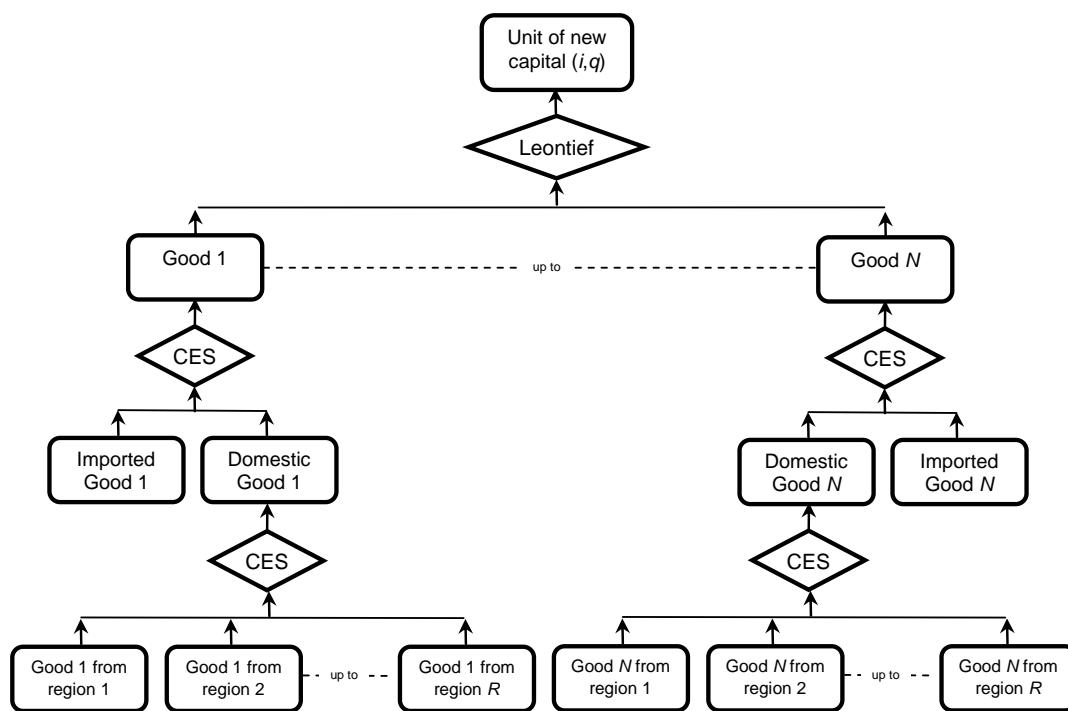 Unit of new
capital (i,q)
Leontief
Good 1
up to
Good N
CES
CES
Imported
Good 1
Domestic
Good 1
Domestic
Good N
Imported
Good N
CES
CES
Good 1 from
region 1
Good 1 from
region 2
up to
Good 1 from
region R
Good N from
region 1
Good N from
region 2
up to
Good N from
region R